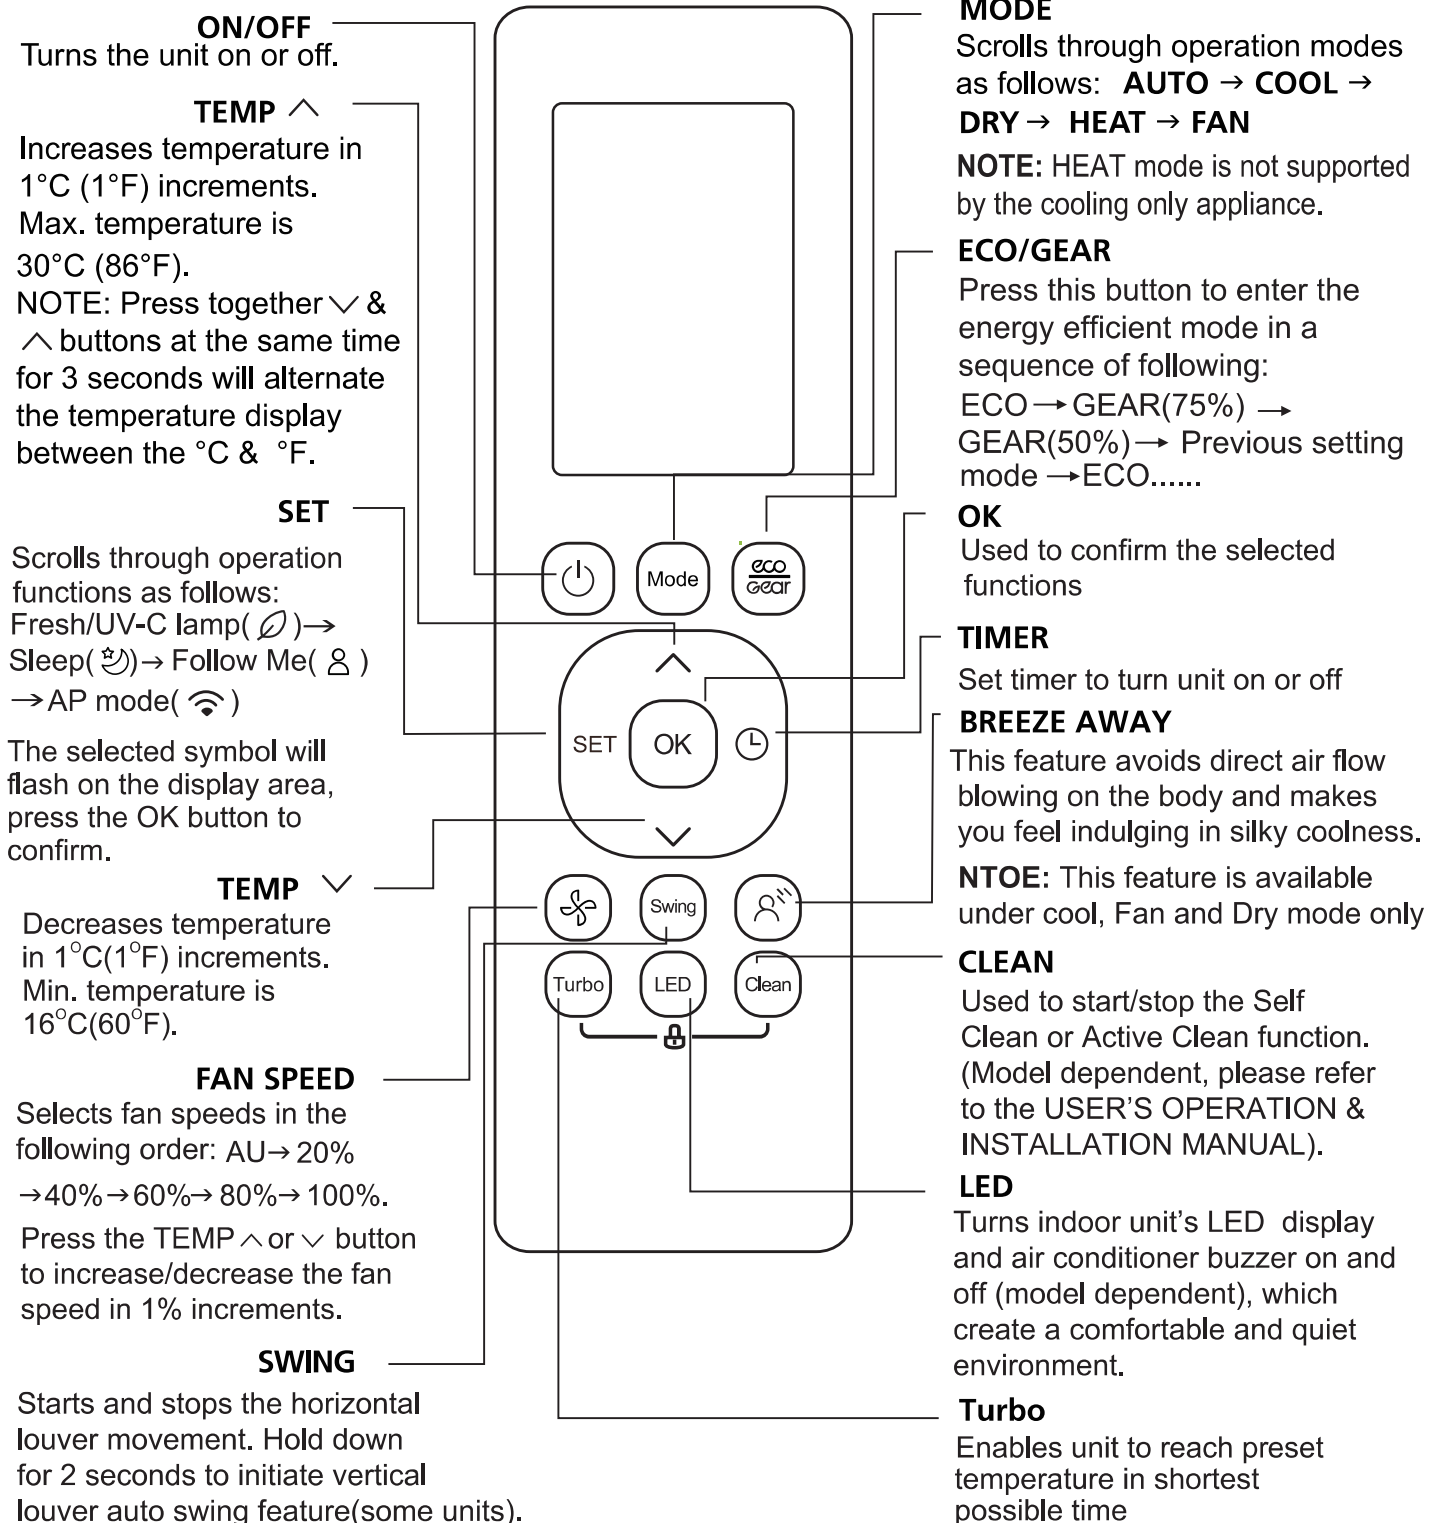 ON/OFF
Turns the unit on or off.
TEMP ︿
Increases temperature in
1°C (1°F) increments.
Max. temperature is
30°C (86°F).
NOTE: Press together ﹀ &
︿ buttons at the same time
for 3 seconds will alternate
the temperature display
between the °C & °F.
SET
Scrolls through operation
functions as follows:
Fresh/UV-C lamp( )→
Sleep( )→ Follow Me( )
→AP mode( )
The selected symbol will
flash on the display area,
press the OK button to
confirm.
TEMP ﹀
Decreases temperature
in 1°C(1°F) increments.
Min. temperature is
16°C(60°F).
FAN SPEED
Selects fan speeds in the
following order: AU→20%
→40%→60%→80%→100%.
Press the TEMP ︿ or ﹀ button
to increase/decrease the fan
speed in 1% increments.
SWING
Starts and stops the horizontal
louver movement. Hold down
for 2 seconds to initiate vertical
louver auto swing feature(some units).
Mode
eco
Gear
SET
OK
Swing
Turbo
LED
Clean
MODE
Scrolls through operation modes
as follows: AUTO → COOL →
DRY → HEAT → FAN
NOTE: HEAT mode is not supported
by the cooling only appliance.
ECO/GEAR
Press this button to enter the
energy efficient mode in a
sequence of following:
ECO→GEAR(75%) →
GEAR(50%)→ Previous setting
mode →ECO......
OK
Used to confirm the selected
functions
TIMER
Set timer to turn unit on or off
BREEZE AWAY
This feature avoids direct air flow
blowing on the body and makes
you feel indulging in silky coolness.
NTOE: This feature is available
under cool, Fan and Dry mode only
CLEAN
Used to start/stop the Self
Clean or Active Clean function.
(Model dependent, please refer
to the USER'S OPERATION &
INSTALLATION MANUAL).
LED
Turns indoor unit's LED display
and air conditioner buzzer on and
off (model dependent), which
create a comfortable and quiet
environment.
Turbo
Enables unit to reach preset
temperature in shortest
possible time